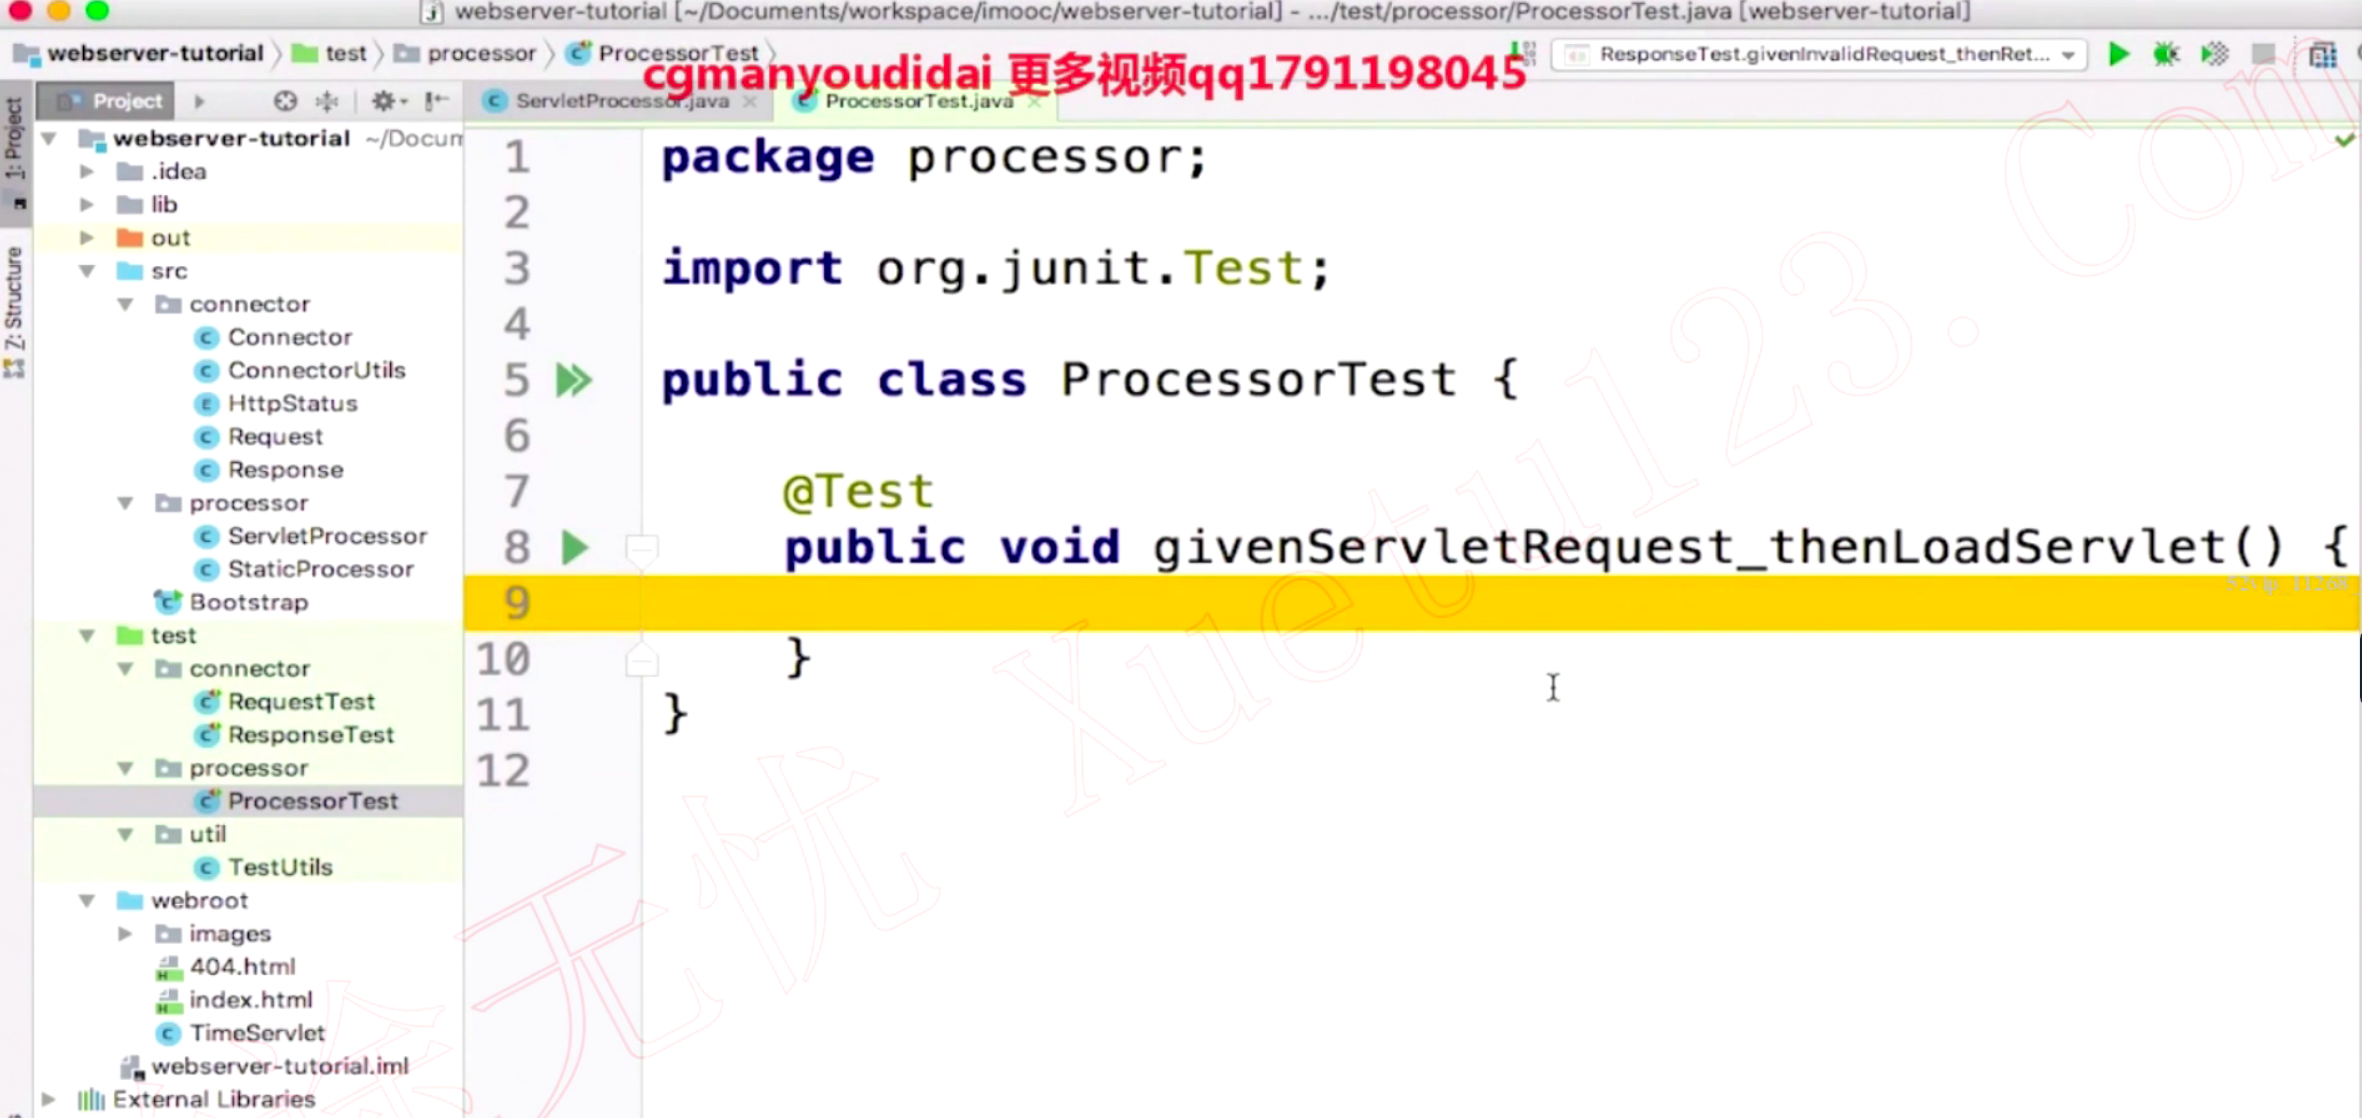 webserver-tutorial [~/Documents/workspace/imooc/webserver-tutorial] - .../test/processor/ProcessorTest.java [webserver-tutorial]
webserver-tutorial test processor ProcessorTest
ResponseTest.givenInvalidRequest_thenRet...
cgmanyoudidai 更多视频qq1791198045
Project
ServletProcessor.java
ProcessorTest.java
1: Project
Z: Structure
webserver-tutorial ~/Docum
.idea
lib
out
src
connector
Connector
ConnectorUtils
HttpStatus
Request
Response
processor
ServletProcessor
StaticProcessor
Bootstrap
test
connector
RequestTest
ResponseTest
processor
ProcessorTest
util
TestUtils
webroot
images
404.html
index.html
TimeServlet
webserver-tutorial.iml
External Libraries
1 package processor;
2
3 import org.junit.Test;
4
5 public class ProcessorTest {
6
7 @Test
8 public void givenServletRequest_thenLoadServlet() {
9
10 }
11 }
12
无忧 Xuetu123.Com